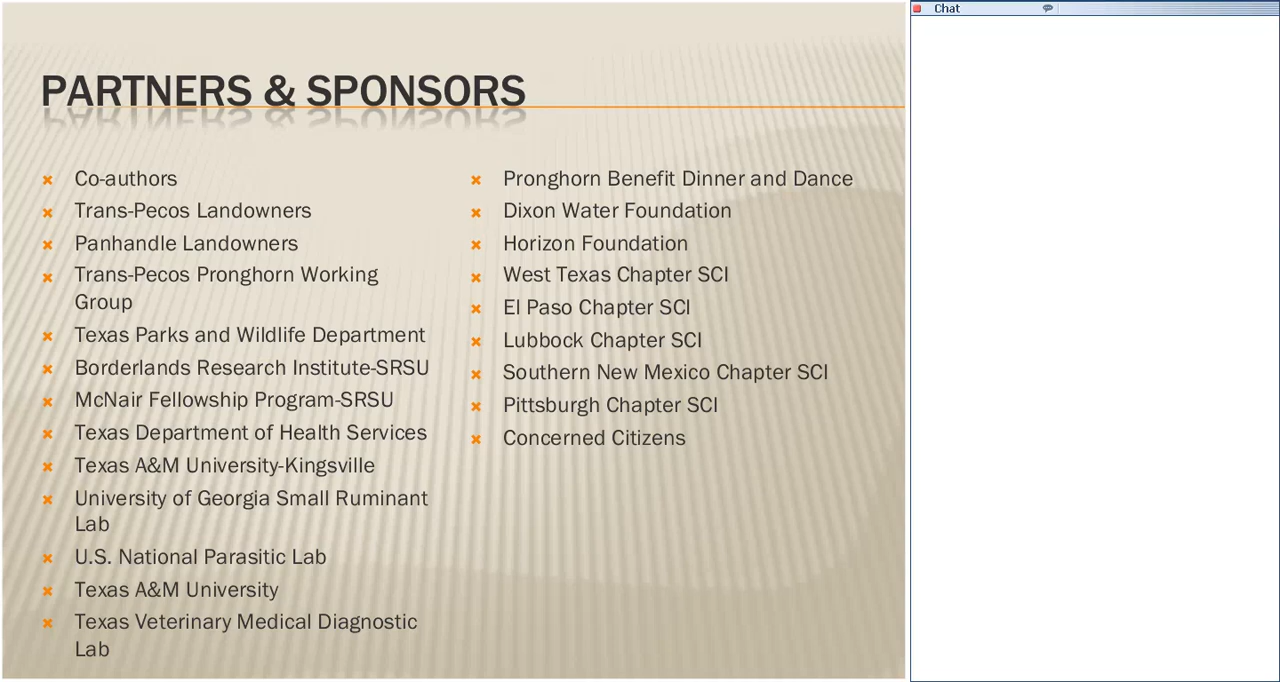 PARTNERS & SPONSORS
Co-authors
Trans-Pecos Landowners
Panhandle Landowners
Trans-Pecos Pronghorn Working
Group
Texas Parks and Wildlife Department
Borderlands Research Institute-SRSU
McNair Fellowship Program-SRSU
Texas Department of Health Services
Texas A&M University-Kingsville
University of Georgia Small Ruminant
Lab
U.S. National Parasitic Lab
Texas A&M University
Texas Veterinary Medical Diagnostic
Lab
Pronghorn Benefit Dinner and Dance
Dixon Water Foundation
Horizon Foundation
West Texas Chapter SCI
El Paso Chapter SCI
Lubbock Chapter SCI
Southern New Mexico Chapter SCI
Pittsburgh Chapter SCI
Concerned Citizens
Chat